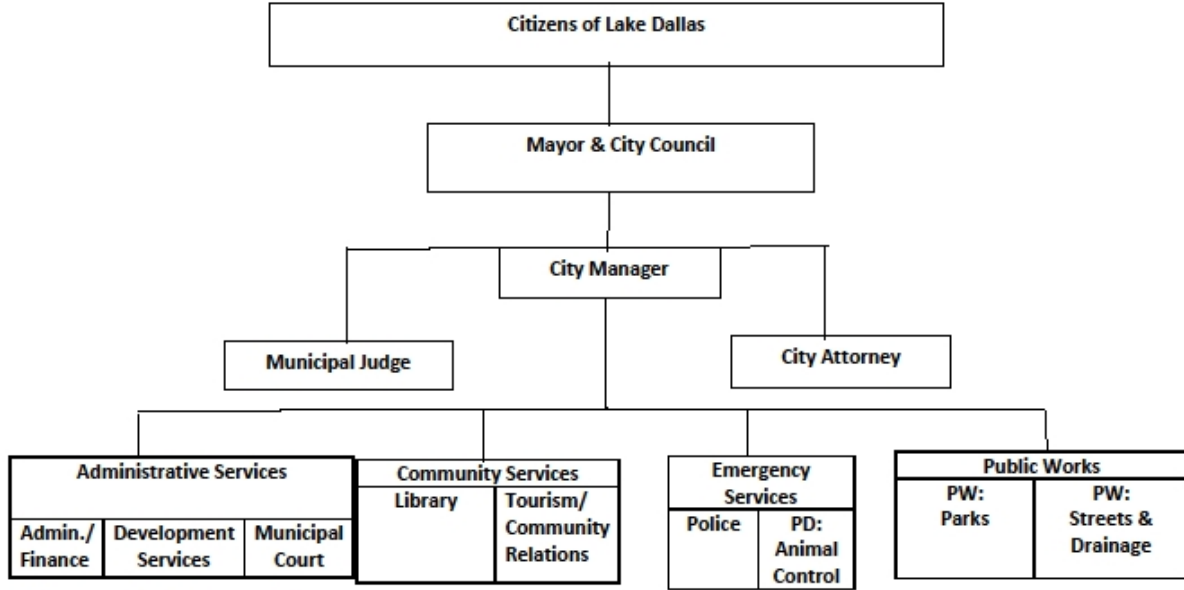 Citizens of Lake Dallas
Mayor & City Council
City Manager
Municipal Judge
City Attorney
Administrative Services
Admin./
Finance
Development
Services
Municipal
Court
Community Services
Library
Tourism/
Community
Relations
Emergency
Services
Police
PD:
Animal
Control
Public Works
PW:
Parks
PW:
Streets &
Drainage